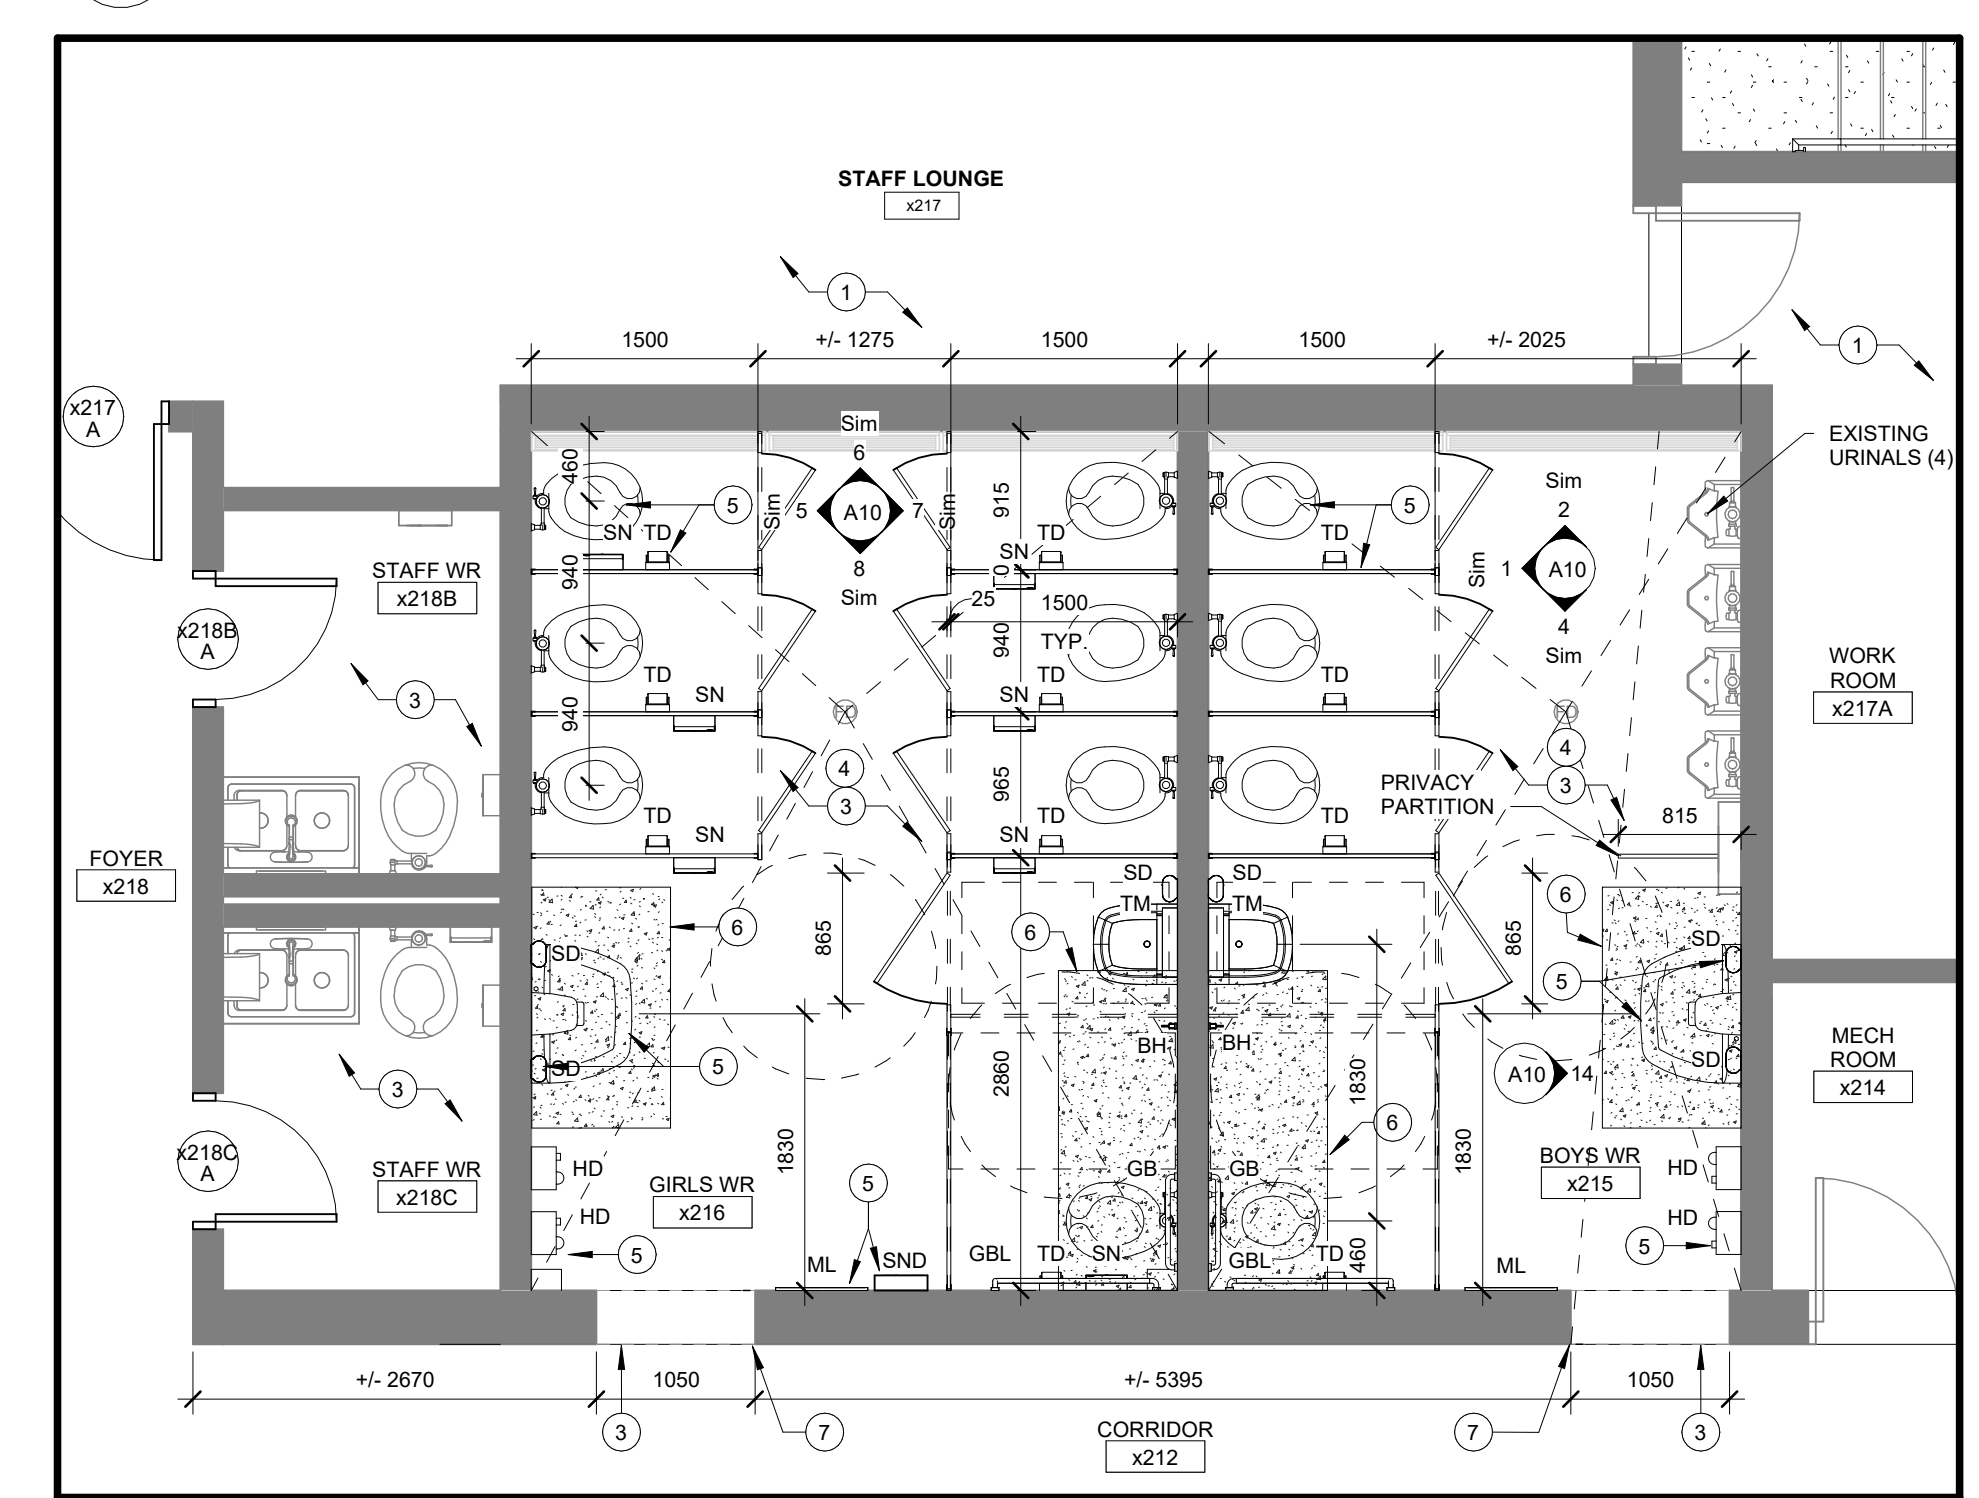 STAFF LOUNGE
x217
1
1500
+/- 1275
1500
1500
+/- 2025
1
x217
A
EXISTING
URINALS (4)
Sim
6
5
A10
7
8
Sim
Sim
Sim
460
SN
TD
5
915
SN
TD
TD
5
Sim
2
Sim
1
A10
4
Sim
STAFF WR
x218B
x218B
A
940
940
25
1500
TYP.
940
TD
SN
SN
TD
TD
WORK
ROOM
x217A
3
4
3
965
TD
SN
SN
TD
TD
4
3
PRIVACY
PARTITION
815
FOYER
x218
6
SD
SD
865
SD
TM
TM
SD
6
6
865
SD
5
SD
5
3
2860
BH
BH
1830
6
A10
14
MECH
ROOM
x214
x218C
A
STAFF WR
x218C
HD
HD
5
GIRLS WR
x216
1830
5
ML
SND
GBL
TD
SN
GB
GB
GBL
TD
460
1830
BOYS WR
x215
HD
HD
5
ML
+/- 2670
1050
+/- 5395
1050
3
7
CORRIDOR
x212
7
3